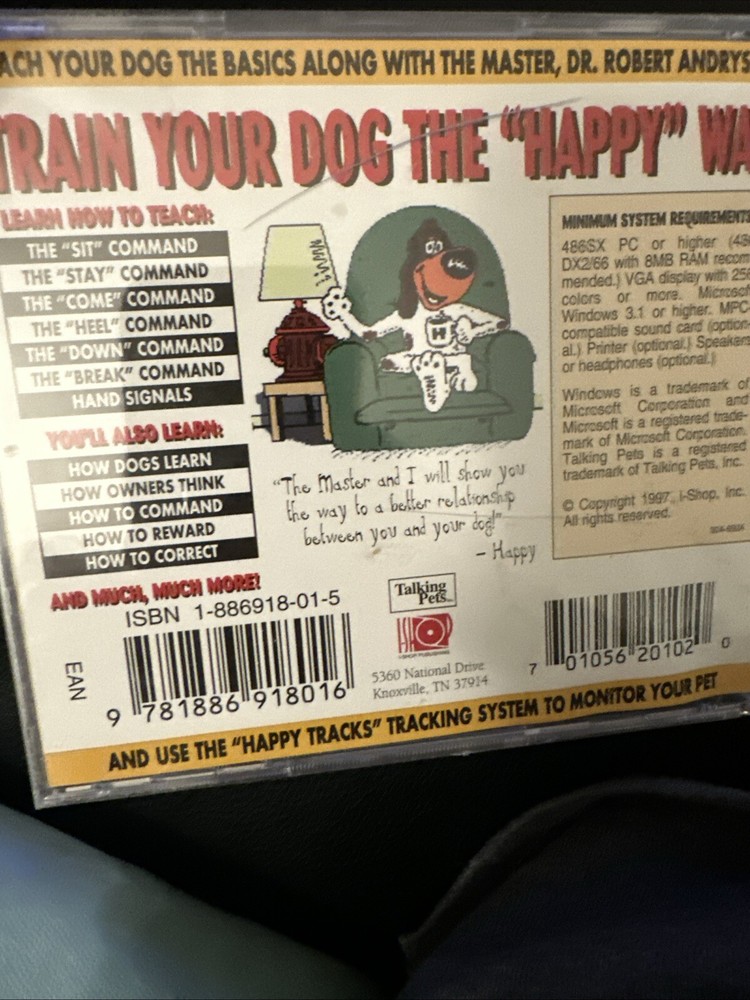 ACH YOUR DOG THE BASICS ALONG WITH THE MASTER, DR. ROBERT ANDRYS
TRAIN YOUR DOG THE "HAPPY" WA
LEARN HOW TO TEACH:
THE "SIT" COMMAND
THE "STAY" COMMAND
THE "COME" COMMAND
THE "HEEL" COMMAND
THE "DOWN" COMMAND
THE "BREAK" COMMAND
HAND SIGNALS
YOU'LL ALSO LEARN:
HOW DOGS LEARN
HOW OWNERS THINK
HOW TO COMMAND
HOW TO REWARD
HOW TO CORRECT
AND MUCH, MUCH MORE!
H
"The Master and I will show you
the way to a better relationship
between you and your dog!"
- Happy
MINIMUM SYSTEM REQUIREMENTS
486SX PC or higher (48
DX2/66 with 8MB RAM recom
mended.) VGA display with 25
colors or more. Microsof
Windows 3.1 or higher. MPC
compatible sound card (option
al.) Printer (optional.) Speakers
or headphones (optional.)
Windows is a trademark of
Microsoft Corporation and
Microsoft is a registered trade
mark of Microsoft Corporation.
Talking Pets is a registered
trademark of Talking Pets, Inc.
© Copyright 1997, I-Shop, Inc.
All rights reserved.
ISBN 1-886918-01-5
EAN
9 781886 918016
Talking
Pets
ISHOP
I-SHOP PUBLISHING
5360 National Drive
Knoxville, TN 37914
7 01056 20102 0
AND USE THE "HAPPY TRACKS" TRACKING SYSTEM TO MONITOR YOUR PET